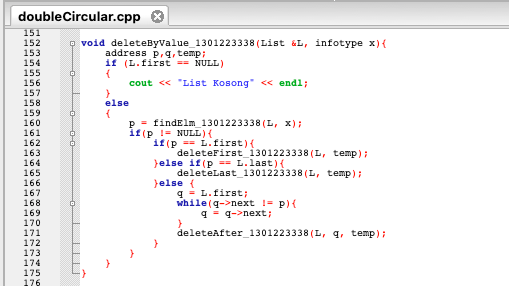 doubleCircular.cpp
151
152 void deleteByValue_1301223338(List &L, infotype x){
153     address p,q,temp;
154     if (L.first == NULL)
155     {
156         cout << "List Kosong" << endl;
157     }
158     else
159     {
160         p = findElm_1301223338(L, x);
161         if(p != NULL){
162             if(p == L.first){
163                 deleteFirst_1301223338(L, temp);
164             }else if(p == L.last){
165                 deleteLast_1301223338(L, temp);
166             }else {
167                 q = L.first;
168                 while(q->next != p){
169                     q = q->next;
170                 }
171                 deleteAfter_1301223338(L, q, temp);
172             }
173         }
174     }
175 }
176